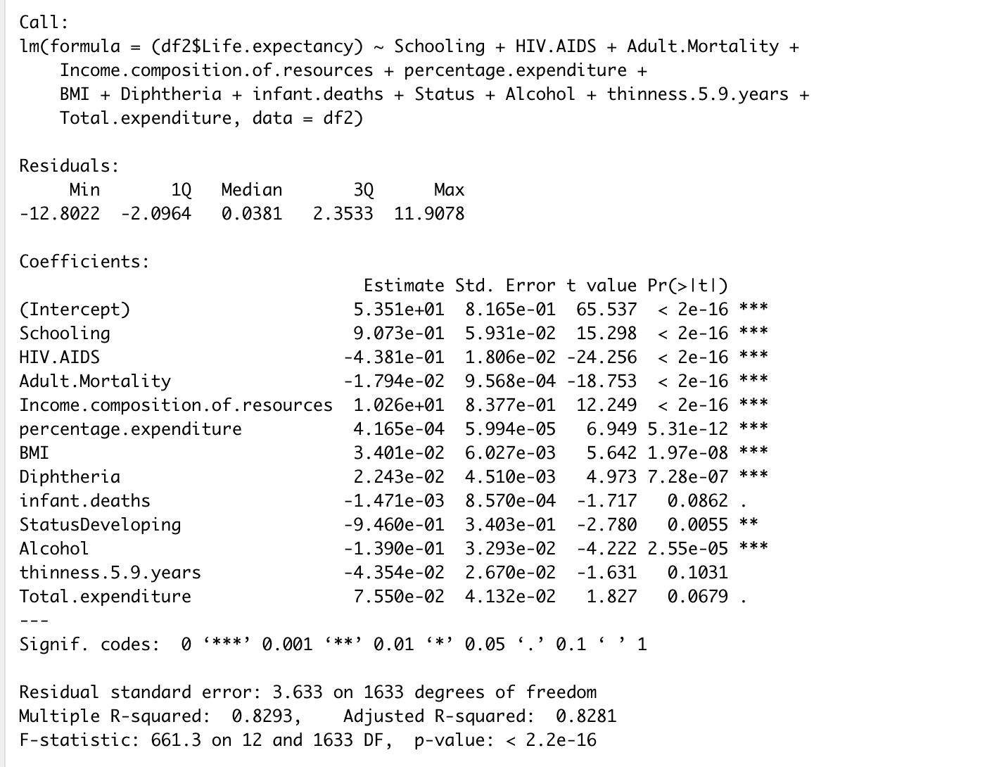 Call:
lm(formula = (df2$Life.expectancy) ~ Schooling + HIV.AIDS + Adult.Mortality +
    Income.composition.of.resources + percentage.expenditure +
    BMI + Diphtheria + infant.deaths + Status + Alcohol + thinness.5.9.years +
    Total.expenditure, data = df2)

Residuals:
     Min       1Q   Median       3Q      Max
-12.8022  -2.0964   0.0381   2.3533  11.9078

Coefficients:
                                  Estimate Std. Error t value Pr(>|t|)
(Intercept)                      5.351e+01  8.165e-01  65.537  < 2e-16 ***
Schooling                        9.073e-01  5.931e-02  15.298  < 2e-16 ***
HIV.AIDS                        -4.381e-01  1.806e-02 -24.256  < 2e-16 ***
Adult.Mortality                 -1.794e-02  9.568e-04 -18.753  < 2e-16 ***
Income.composition.of.resources  1.026e+01  8.377e-01  12.249  < 2e-16 ***
percentage.expenditure           4.165e-04  5.994e-05   6.949 5.31e-12 ***
BMI                              3.401e-02  6.027e-03   5.642 1.97e-08 ***
Diphtheria                       2.243e-02  4.510e-03   4.973 7.28e-07 ***
infant.deaths                   -1.471e-03  8.570e-04  -1.717   0.0862 .
StatusDeveloping                -9.460e-01  3.403e-01  -2.780   0.0055 **
Alcohol                         -1.390e-01  3.293e-02  -4.222 2.55e-05 ***
thinness.5.9.years              -4.354e-02  2.670e-02  -1.631   0.1031
Total.expenditure                7.550e-02  4.132e-02   1.827   0.0679 .
---
Signif. codes:  0 ‘***’ 0.001 ‘**’ 0.01 ‘*’ 0.05 ‘.’ 0.1 ‘ ’ 1

Residual standard error: 3.633 on 1633 degrees of freedom
Multiple R-squared:  0.8293,    Adjusted R-squared:  0.8281
F-statistic: 661.3 on 12 and 1633 DF,  p-value: < 2.2e-16